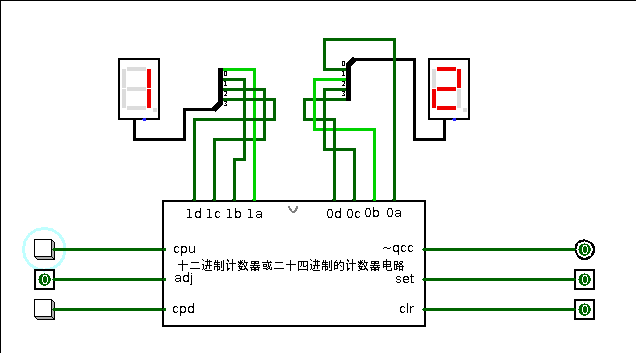 1 2
0 1 2 3
0 1 2 3
1d 1c 1b 1a 0d 0c 0b 0a
cpu ~qcc 0
十二进制计数器或二十四进制的计数器电路
0 adj set 0
cpd clr 0